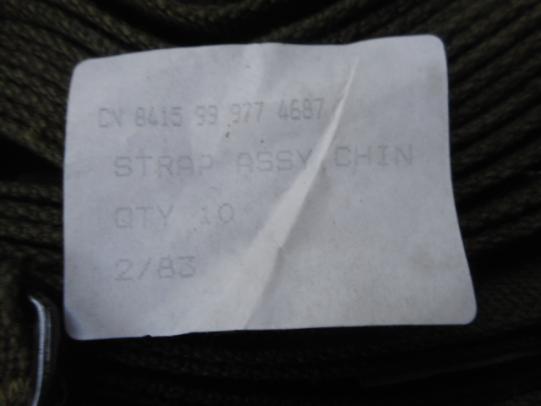 CN 8415 99 977 4687
STRAP ASSY, CHIN
QTY 10
2/83